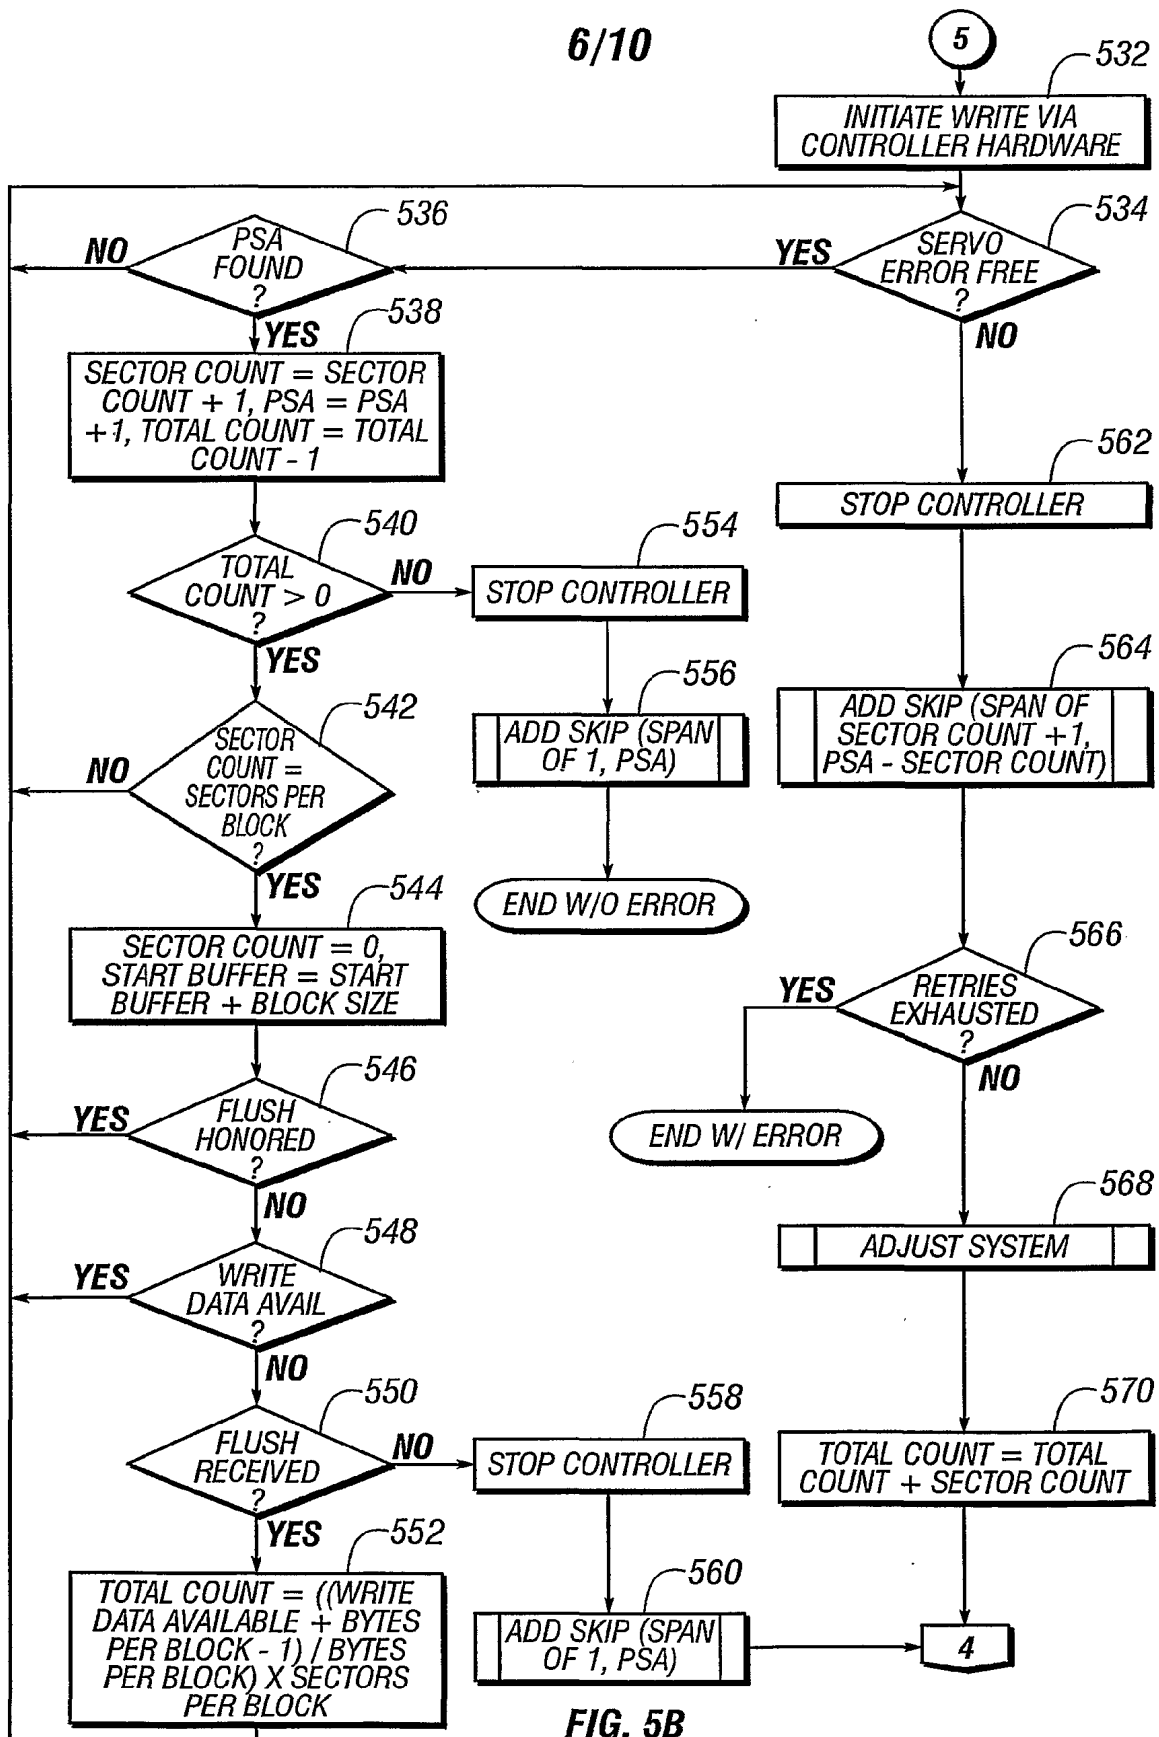 6/10
5
532
INITIATE WRITE VIA
CONTROLLER HARDWARE
534
SERVO
ERROR FREE
?
YES
NO
536
PSA
FOUND
?
NO
YES
538
SECTOR COUNT = SECTOR
COUNT + 1, PSA = PSA
+1, TOTAL COUNT = TOTAL
COUNT - 1
540
TOTAL
COUNT > 0
?
NO
YES
554
STOP CONTROLLER
556
ADD SKIP (SPAN
OF 1, PSA)
END W/O ERROR
542
SECTOR
COUNT =
SECTORS PER
BLOCK
?
NO
YES
544
SECTOR COUNT = 0,
START BUFFER = START
BUFFER + BLOCK SIZE
546
FLUSH
HONORED
?
YES
NO
548
WRITE
DATA AVAIL
?
YES
NO
550
FLUSH
RECEIVED
?
NO
YES
552
TOTAL COUNT = ((WRITE
DATA AVAILABLE + BYTES
PER BLOCK - 1) / BYTES
PER BLOCK) X SECTORS
PER BLOCK
558
STOP CONTROLLER
560
ADD SKIP (SPAN
OF 1, PSA)
562
STOP CONTROLLER
564
ADD SKIP (SPAN OF
SECTOR COUNT +1,
PSA - SECTOR COUNT)
566
RETRIES
EXHAUSTED
?
YES
NO
END W/ ERROR
568
ADJUST SYSTEM
570
TOTAL COUNT = TOTAL
COUNT + SECTOR COUNT
4
FIG. 5B